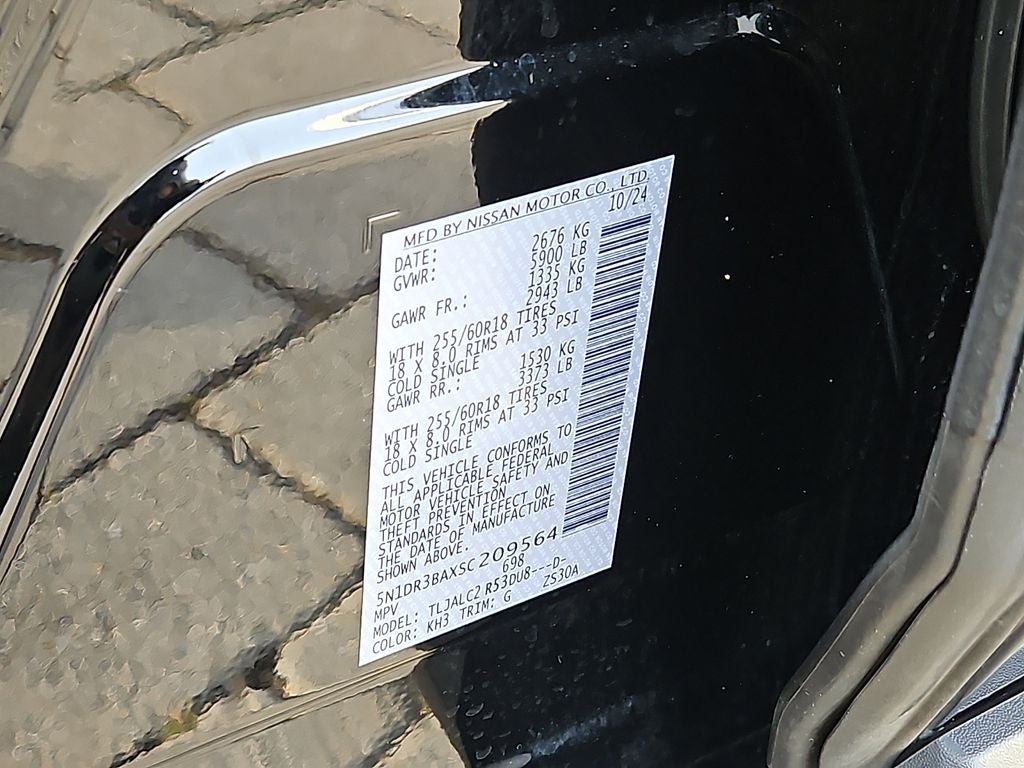 MFD BY NISSAN MOTOR CO., LTD.
DATE: 10/24
GVWR: 2676 KG
5900 LB
GAWR FR.: 1335 KG
2943 LB
WITH 255/60R18 TIRES
18 X 8.0 RIMS AT 33 PSI
COLD SINGLE
GAWR RR.: 1530 KG
3373 LB
WITH 255/60R18 TIRES
18 X 8.0 RIMS AT 33 PSI
COLD SINGLE
THIS VEHICLE CONFORMS TO
ALL APPLICABLE FEDERAL
MOTOR VEHICLE SAFETY AND
THEFT PREVENTION
STANDARDS IN EFFECT ON
THE DATE OF MANUFACTURE
SHOWN ABOVE.
5N1DR3BAXSC209564
MPV 698
MODEL: TLJALC2 R53DU8---D-
COLOR: KH3 TRIM: G ZS30A